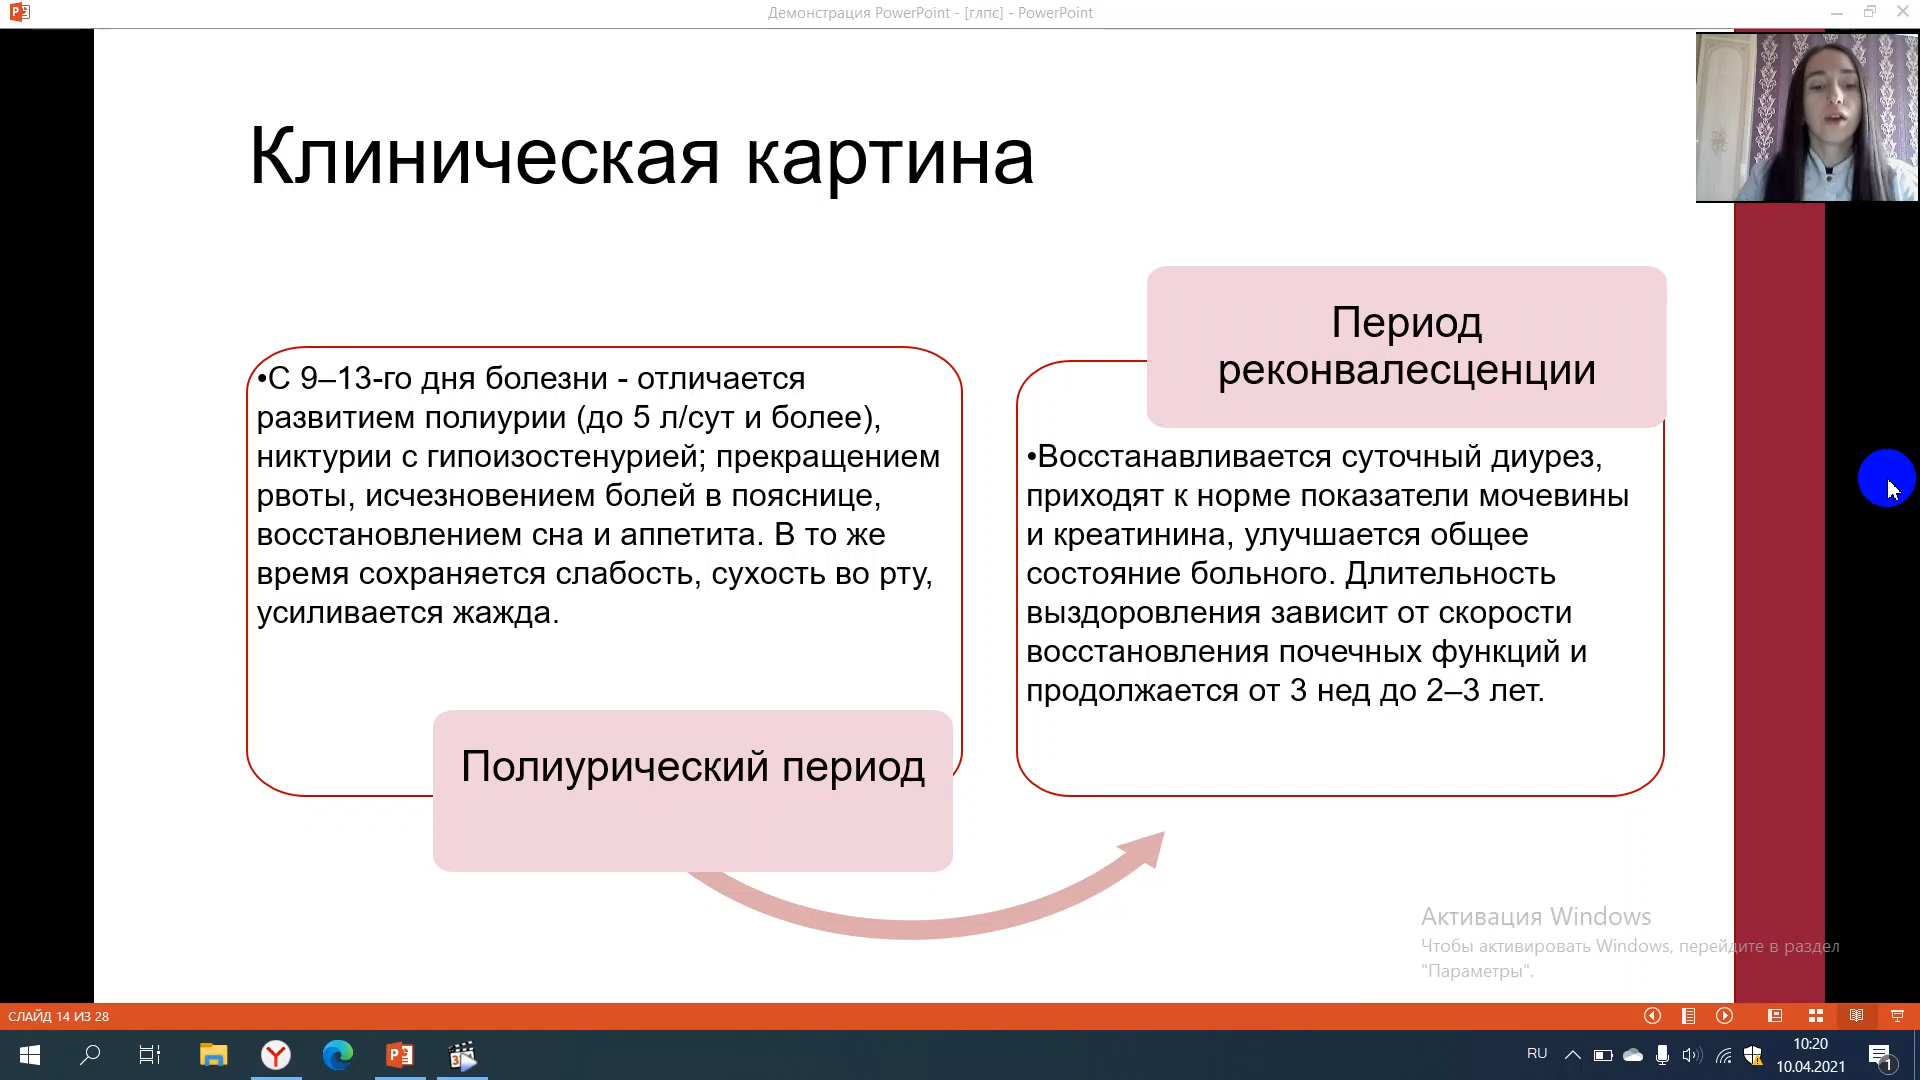 Демонстрация PowerPoint - [глпс] - PowerPoint
Клиническая картина
•С 9–13-го дня болезни - отличается
развитием полиурии (до 5 л/сут и более),
никтурии с гипоизостенурией; прекращением
рвоты, исчезновением болей в пояснице,
восстановлением сна и аппетита. В то же
время сохраняется слабость, сухость во рту,
усиливается жажда.
Полиурический период
Период
реконвалесценции
•Восстанавливается суточный диурез,
приходят к норме показатели мочевины
и креатинина, улучшается общее
состояние больного. Длительность
выздоровления зависит от скорости
восстановления почечных функций и
продолжается от 3 нед до 2–3 лет.
Активация Windows
Чтобы активировать Windows, перейдите в раздел
"Параметры".
СЛАЙД 14 ИЗ 28
RU
10:20
10.04.2021
1